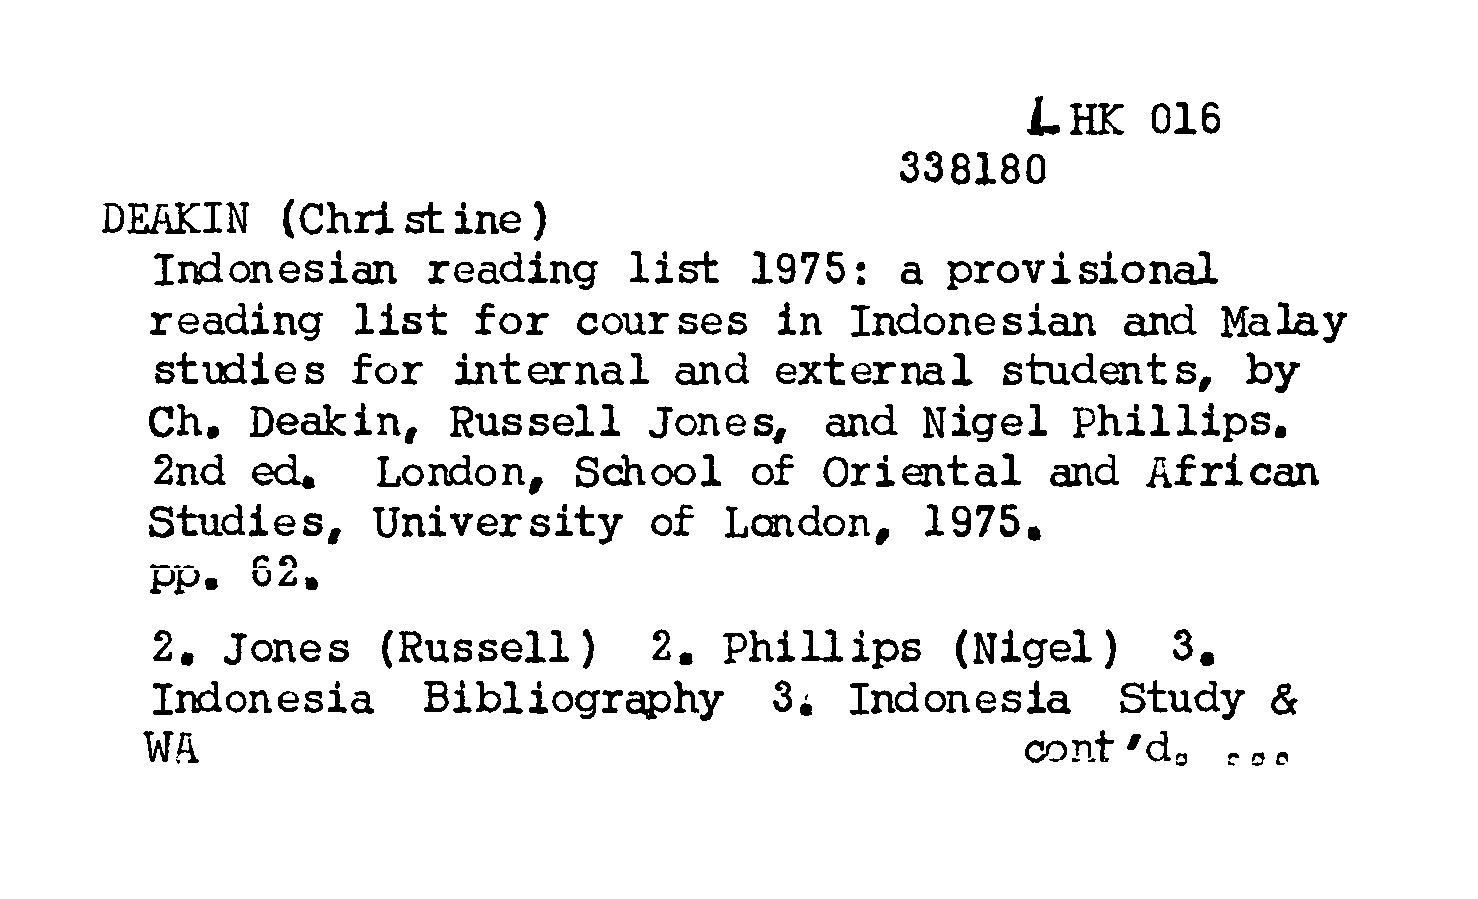 L HK 016
338180
DEAKIN (Christine)
Indonesian reading list 1975: a provisional
reading list for courses in Indonesian and Malay
studies for internal and external students, by
Ch. Deakin, Russell Jones, and Nigel Phillips.
2nd ed. London, School of Oriental and African
Studies, University of London, 1975.
pp. 62.
2. Jones (Russell) 2. Phillips (Nigel) 3.
Indonesia Bibliography 3. Indonesia Study &
WA cont'd. ...